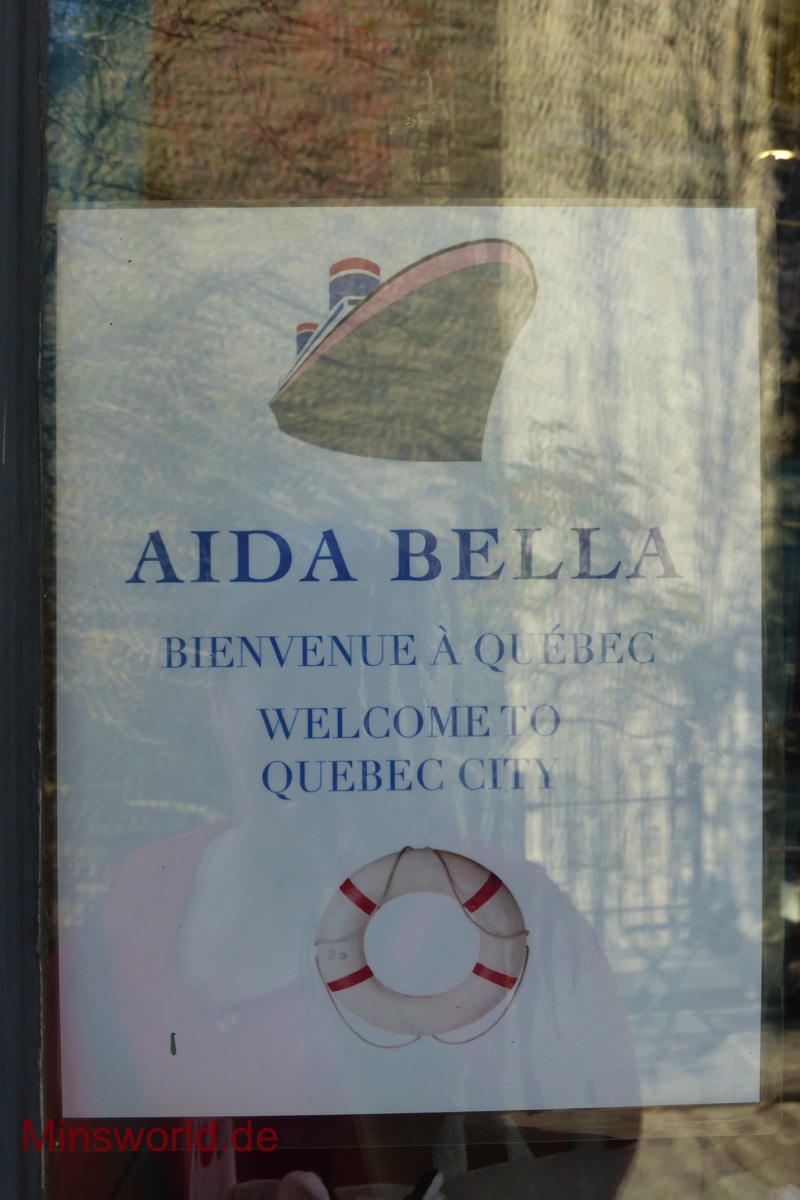 AIDA BELLA
BIENVENUE À QUÉBEC
WELCOME TO
QUEBEC CITY
Minsworld.de